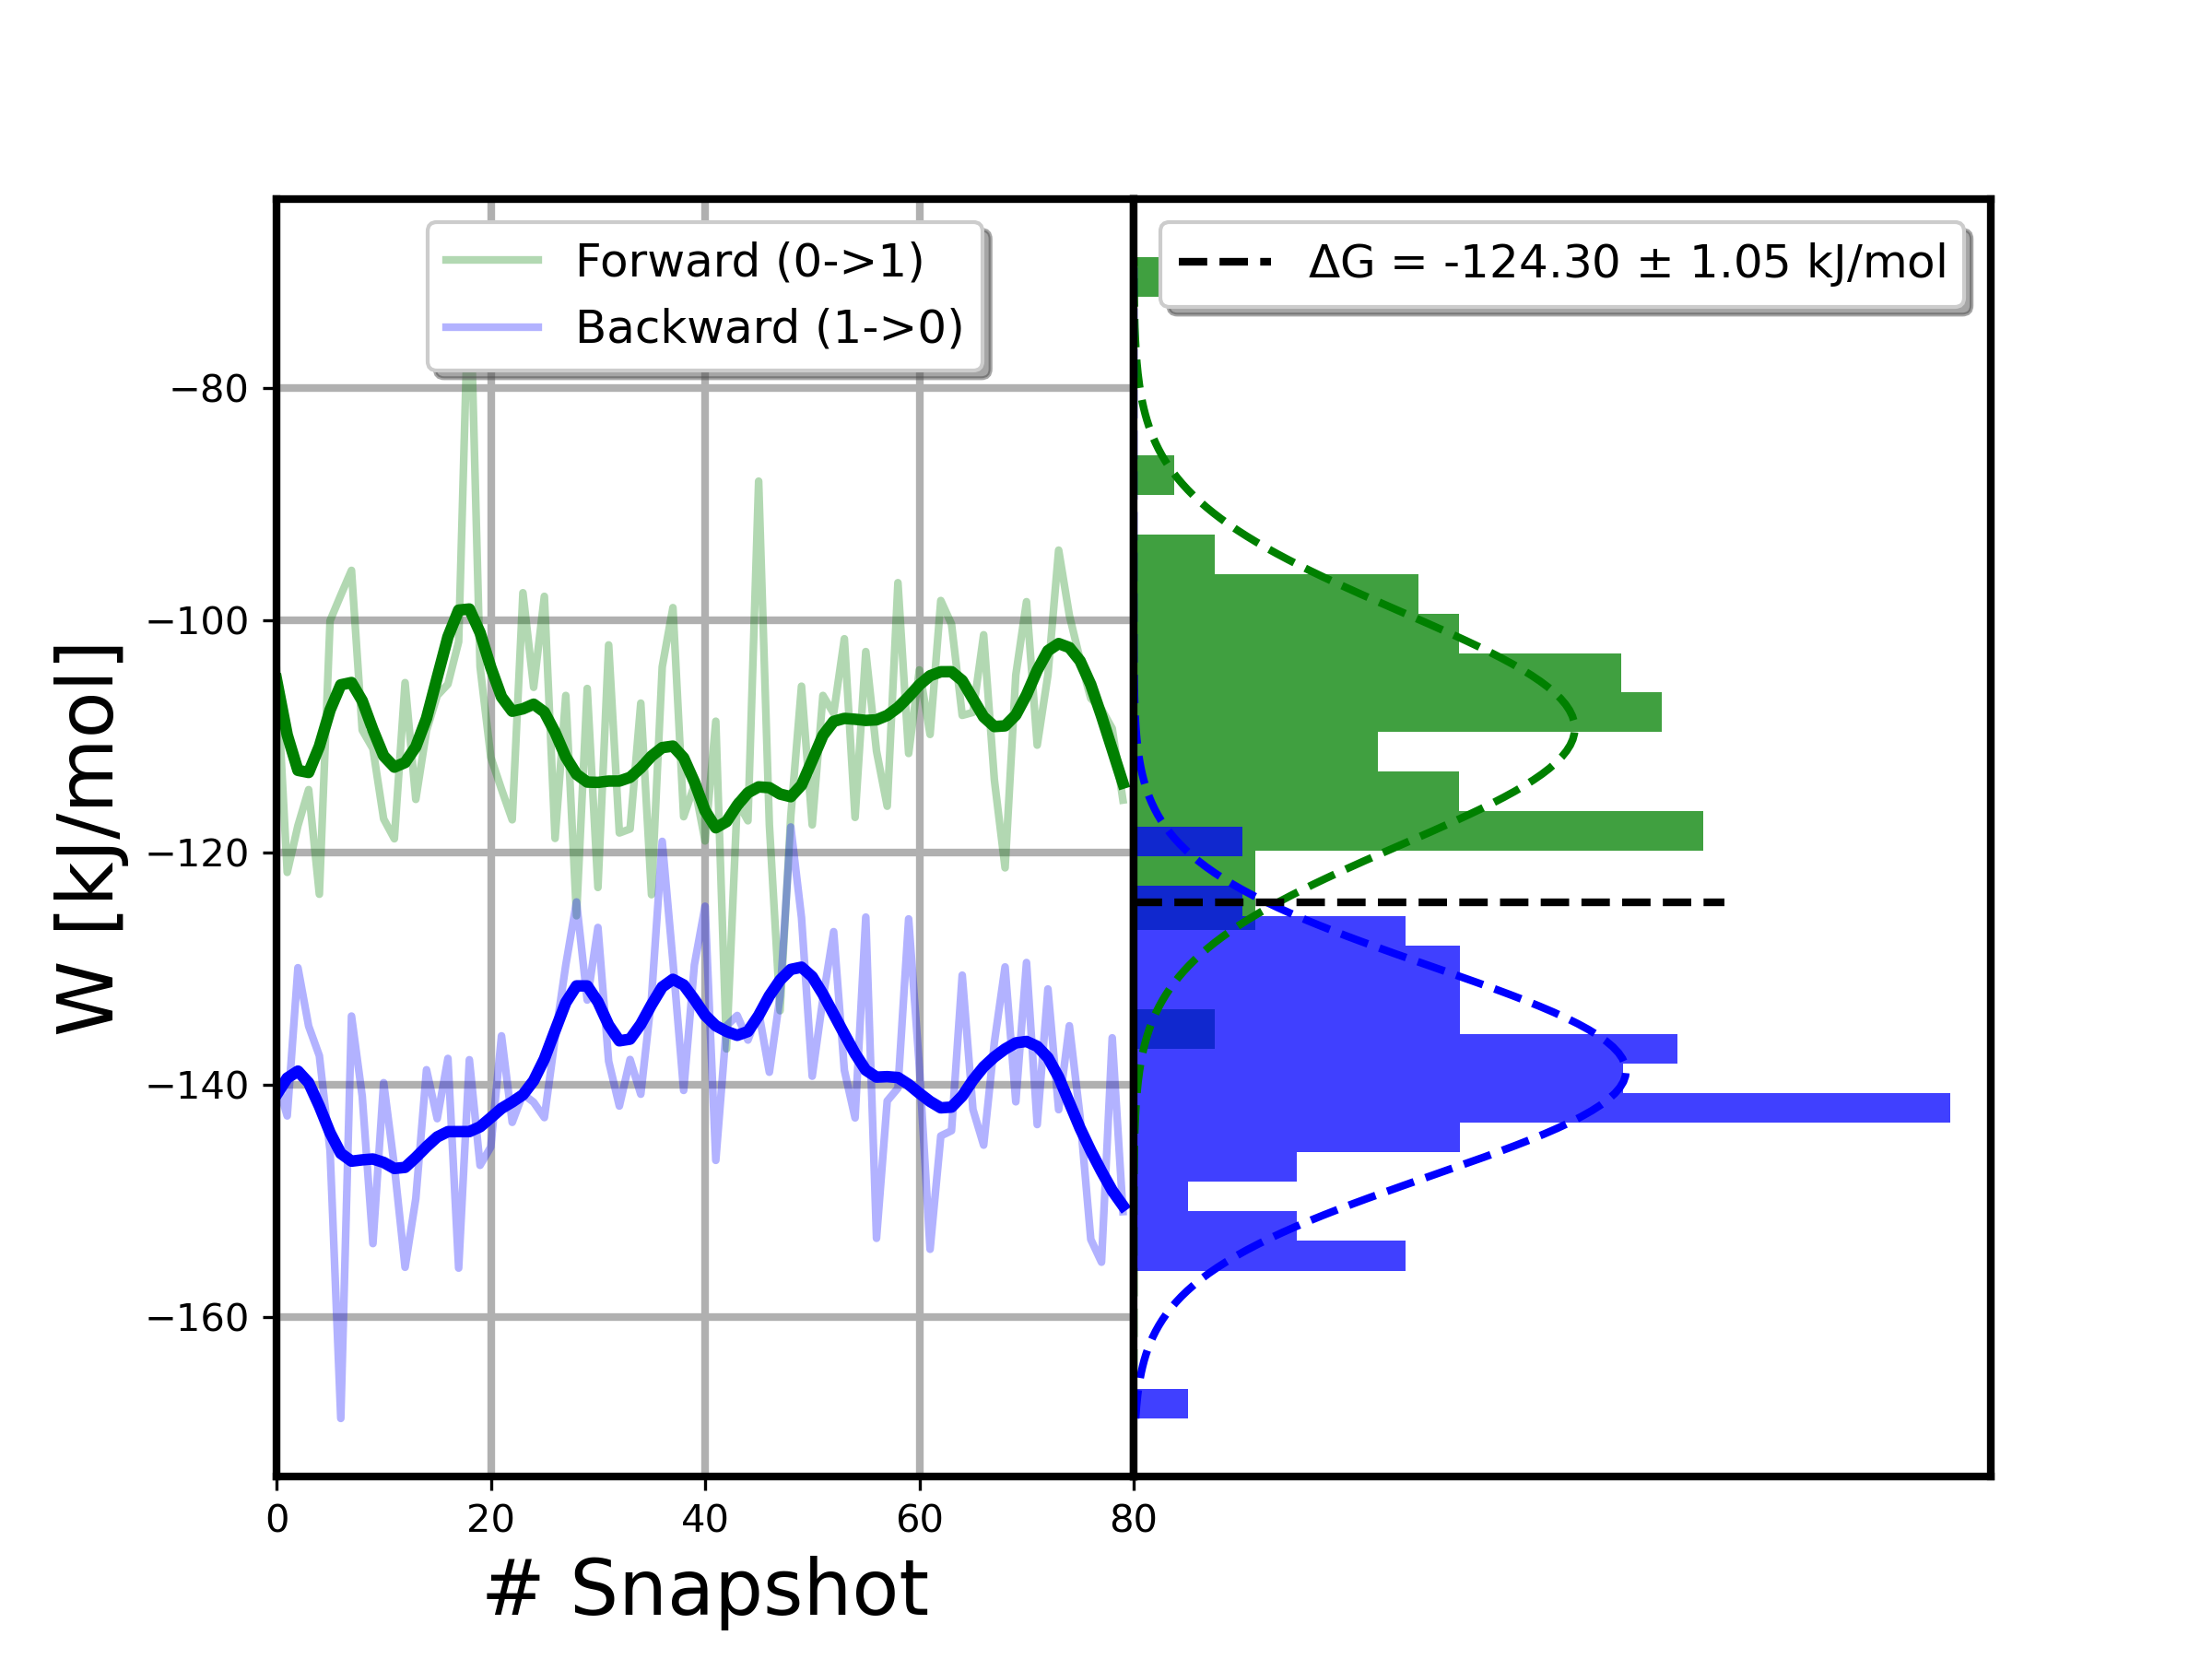 Forward (0->1)
Backward (1->0)
ΔG = -124.30 ± 1.05 kJ/mol
−80
−100
−120
−140
−160
W [kJ/mol]
0 20 40 60 80
# Snapshot